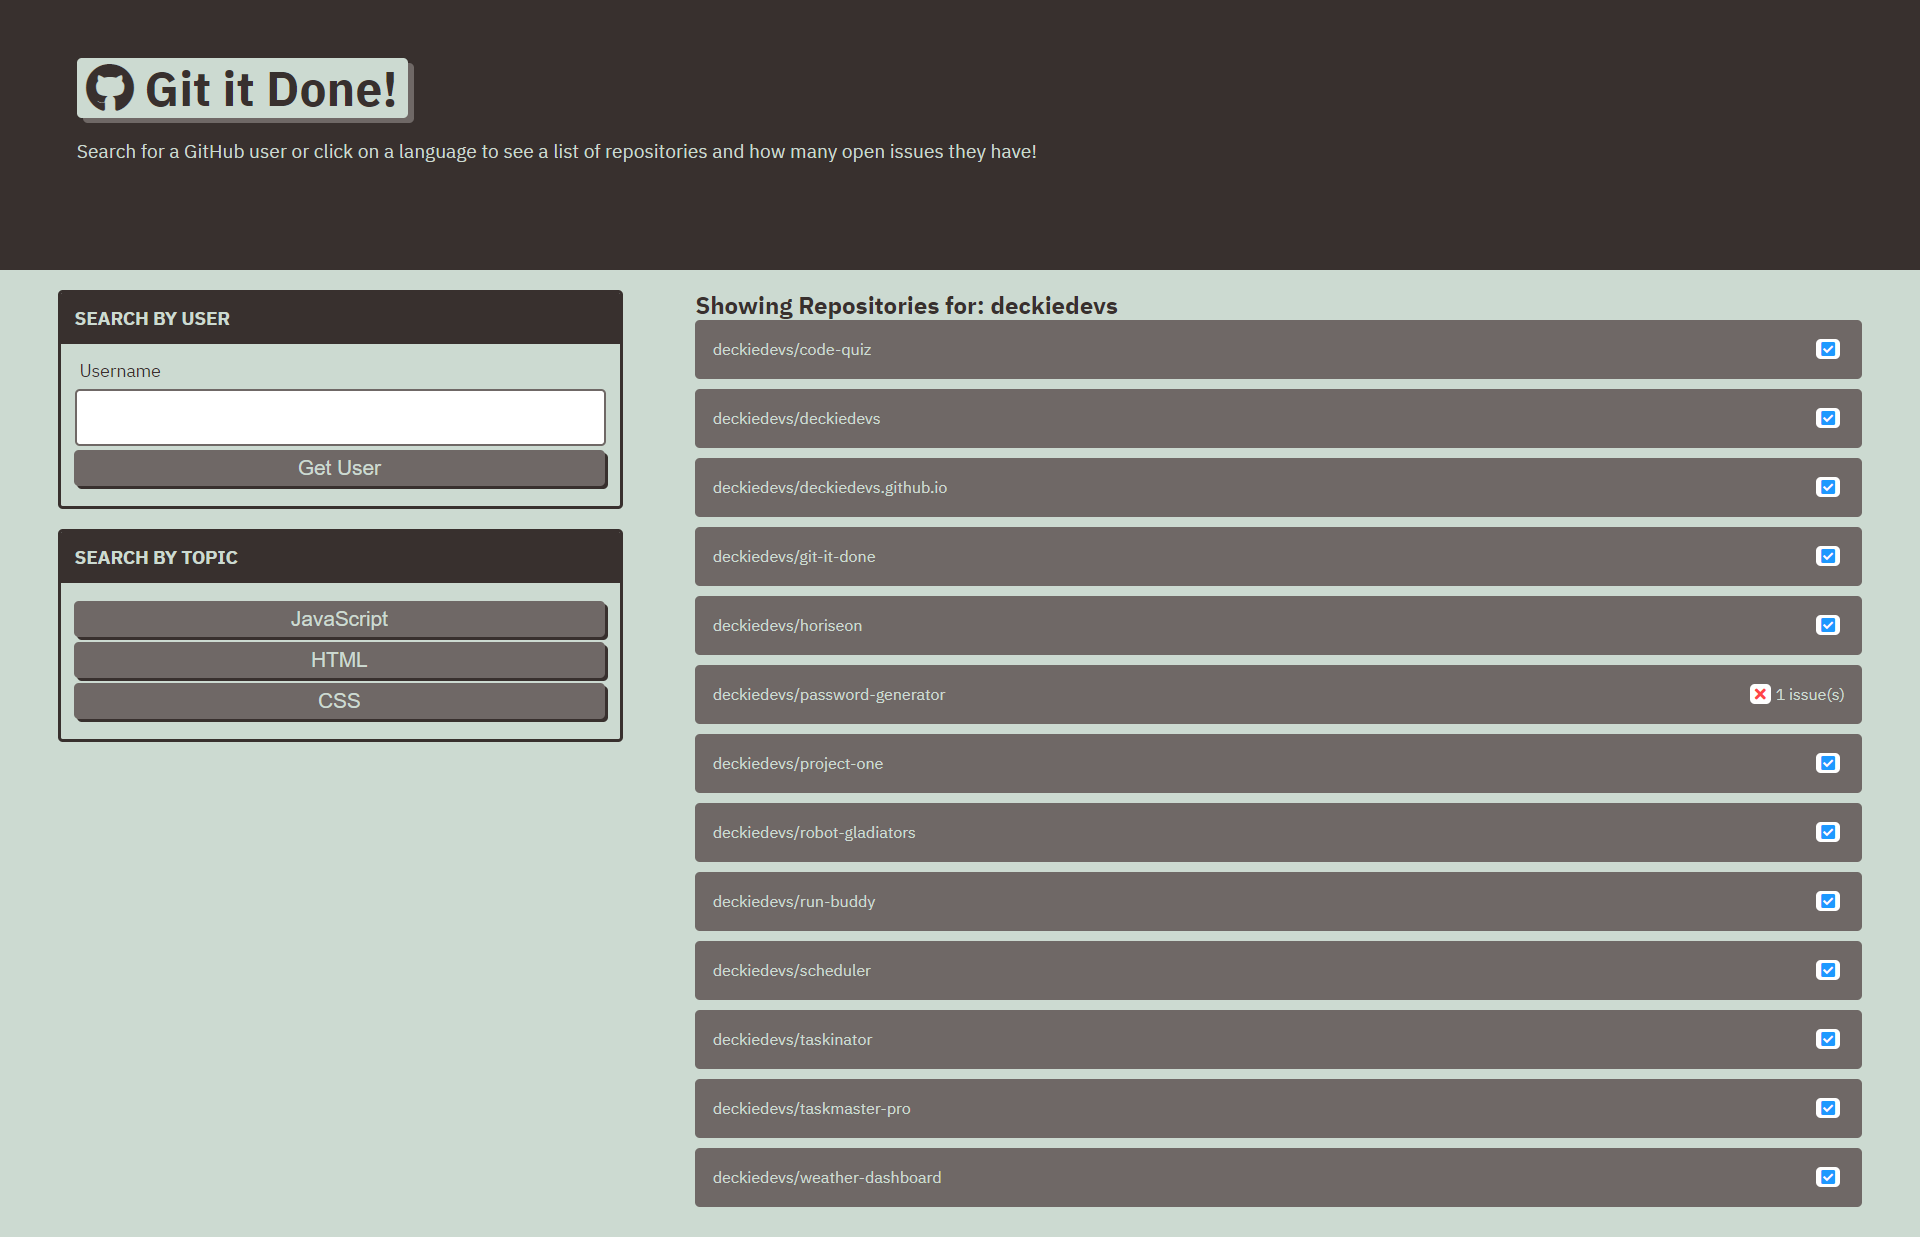 Git it Done!
Search for a GitHub user or click on a language to see a list of repositories and how many open issues they have!
SEARCH BY USER
Username
Get User
SEARCH BY TOPIC
JavaScript
HTML
CSS
Showing Repositories for: deckiedevs
deckiedevs/code-quiz
deckiedevs/deckiedevs
deckiedevs/deckiedevs.github.io
deckiedevs/git-it-done
deckiedevs/horiseon
deckiedevs/password-generator 1 issue(s)
deckiedevs/project-one
deckiedevs/robot-gladiators
deckiedevs/run-buddy
deckiedevs/scheduler
deckiedevs/taskinator
deckiedevs/taskmaster-pro
deckiedevs/weather-dashboard